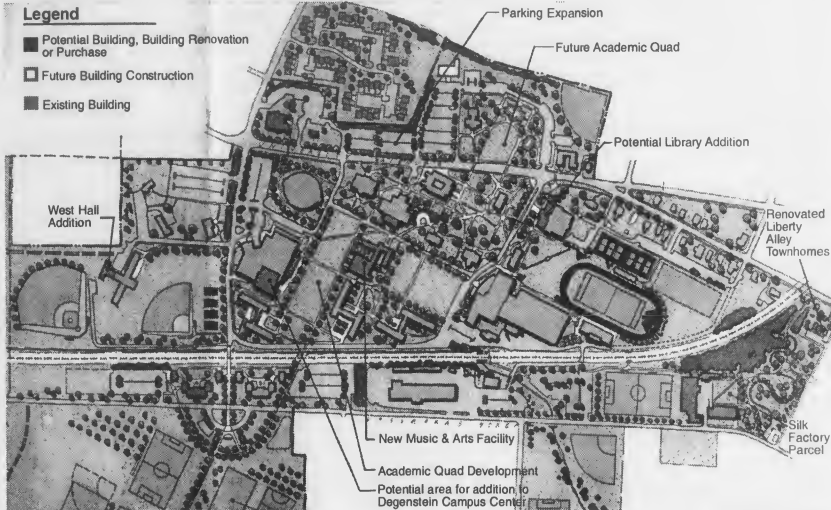 Legend
Potential Building, Building Renovation
or Purchase
Future Building Construction
Existing Building
Parking Expansion
Future Academic Quad
Potential Library Addition
West Hall
Addition
Renovated
Liberty
Alley
Townhomes
Silk
Factory
Parcel
New Music & Arts Facility
Academic Quad Development
Potential area for addition to
Degenstein Campus Center